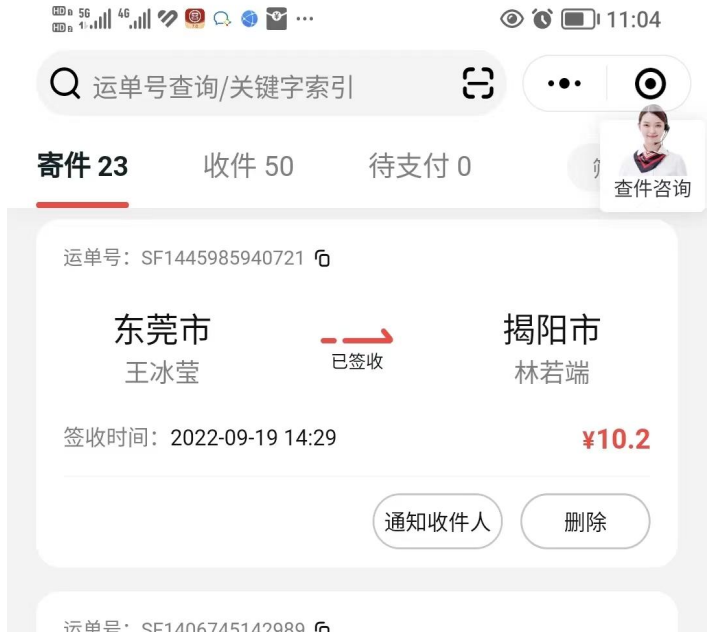 HD 5G 4G 11:04
运单号查询/关键字索引
寄件 23 收件 50 待支付 0
查件咨询
运单号：SF1445985940721
东莞市 揭阳市
王冰莹 已签收 林若端
签收时间：2022-09-19 14:29 ¥10.2
通知收件人 删除
运单号：SF1406745142989